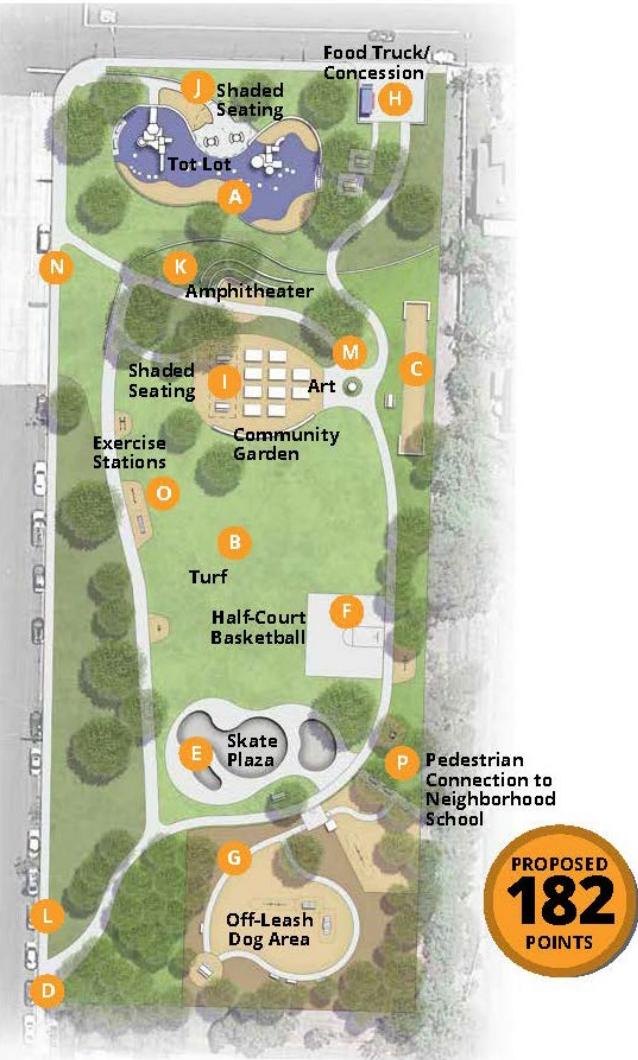 Food Truck/
Concession
H
J
Shaded
Seating
Tot Lot
A
N
K
Amphitheater
M
C
Shaded
Seating
I
Art
Community
Garden
Exercise
Stations
O
B
Turf
F
Half-Court
Basketball
E
Skate
Plaza
P
Pedestrian
Connection to
Neighborhood
School
G
PROPOSED
182
POINTS
L
Off-Leash
Dog Area
D